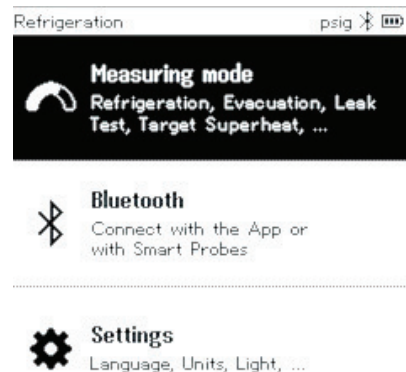 Refrigeration psig
Measuring mode
Refrigeration, Evacuation, Leak
Test, Target Superheat, ...
Bluetooth
Connect with the App or
with Smart Probes
Settings
Language, Units, Light, ...